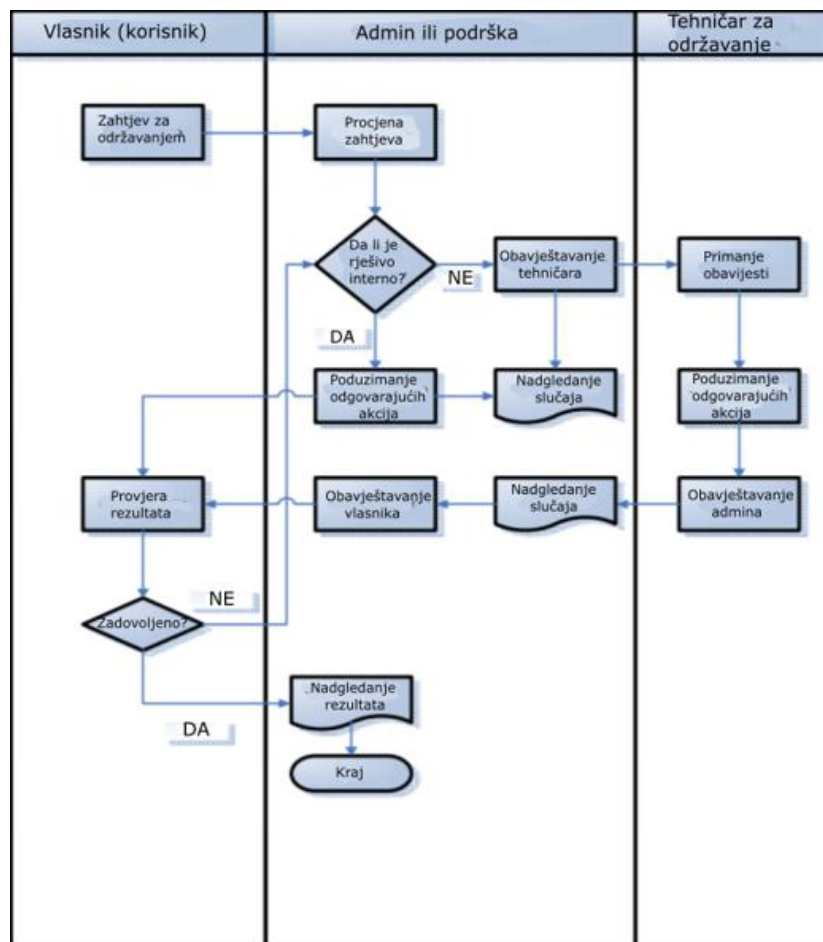 Vlasnik (korisnik)
Admin ili podrška
Tehničar za
održavanje
Zahtjev za
održavanjem
Procjena
zahtjeva
Da li je
rješivo
interno?
NE
Obavještavanje
tehničara
Primanje
obavijesti
DA
Poduzimanje
odgovarajućih
akcija
Nadgledanje
slučaja
Poduzimanje
odgovarajućih
akcija
Provjera
rezultata
Obavještavanje
vlasnika
Nadgledanje
slučaja
Obavještavanje
admina
NE
Zadovoljeno?
Nadgledanje
rezultata
DA
Kraj